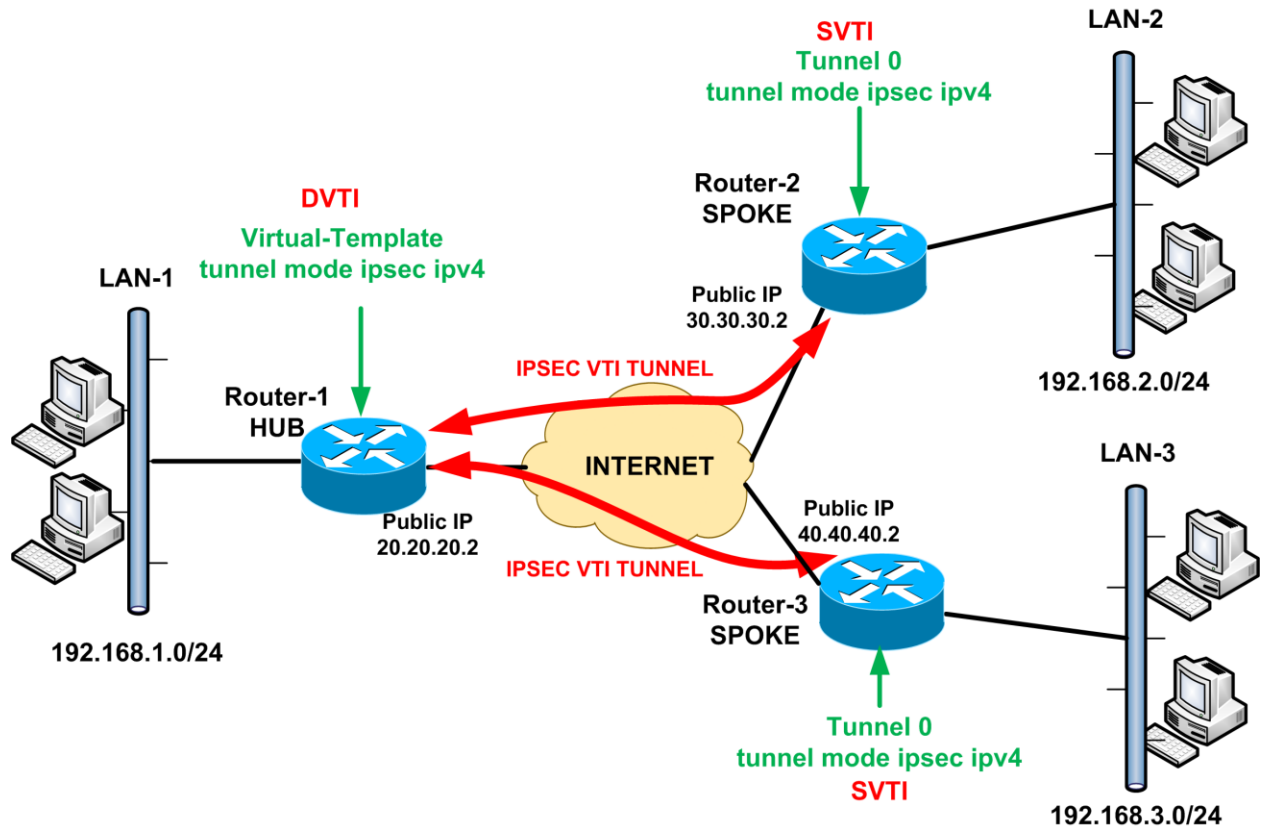 LAN-2
SVTI
Tunnel 0
tunnel mode ipsec ipv4
Router-2
SPOKE
DVTI
Virtual-Template
tunnel mode ipsec ipv4
LAN-1
Public IP
30.30.30.2
IPSEC VTI TUNNEL
192.168.2.0/24
Router-1
HUB
INTERNET
LAN-3
Public IP
20.20.20.2
Public IP
40.40.40.2
IPSEC VTI TUNNEL
Router-3
SPOKE
192.168.1.0/24
Tunnel 0
tunnel mode ipsec ipv4
SVTI
192.168.3.0/24